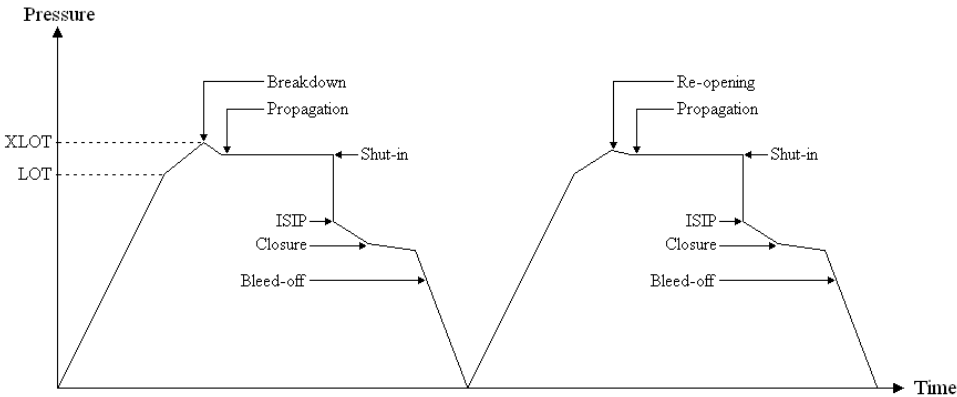 Pressure
Breakdown
Re-opening
Propagation
Propagation
XLOT
Shut-in
Shut-in
LOT
ISIP
ISIP
Closure
Closure
Bleed-off
Bleed-off
Time